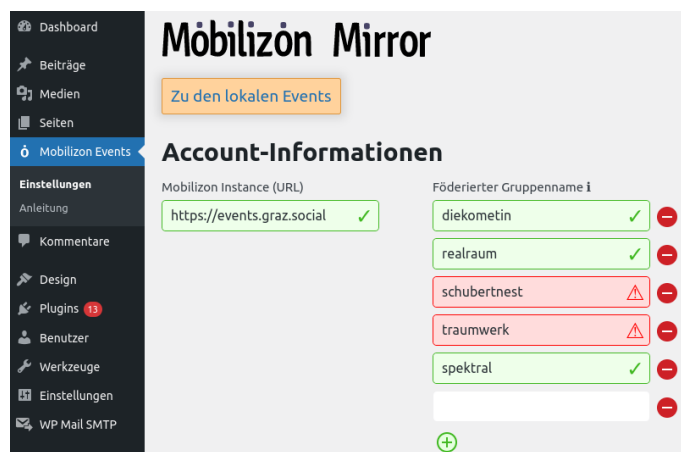 Dashboard
Beiträge
Medien
Seiten
Mobilizon Events
Einstellungen
Anleitung
Kommentare
Design
Plugins 13
Benutzer
Werkzeuge
Einstellungen
WP Mail SMTP
Mobilizon Mirror
Zu den lokalen Events
Account-Informationen
Mobilizon Instance (URL)
https://events.graz.social
Föderierter Gruppenname ℹ
diekometin
realraum
schubertnest
traumwerk
spektral